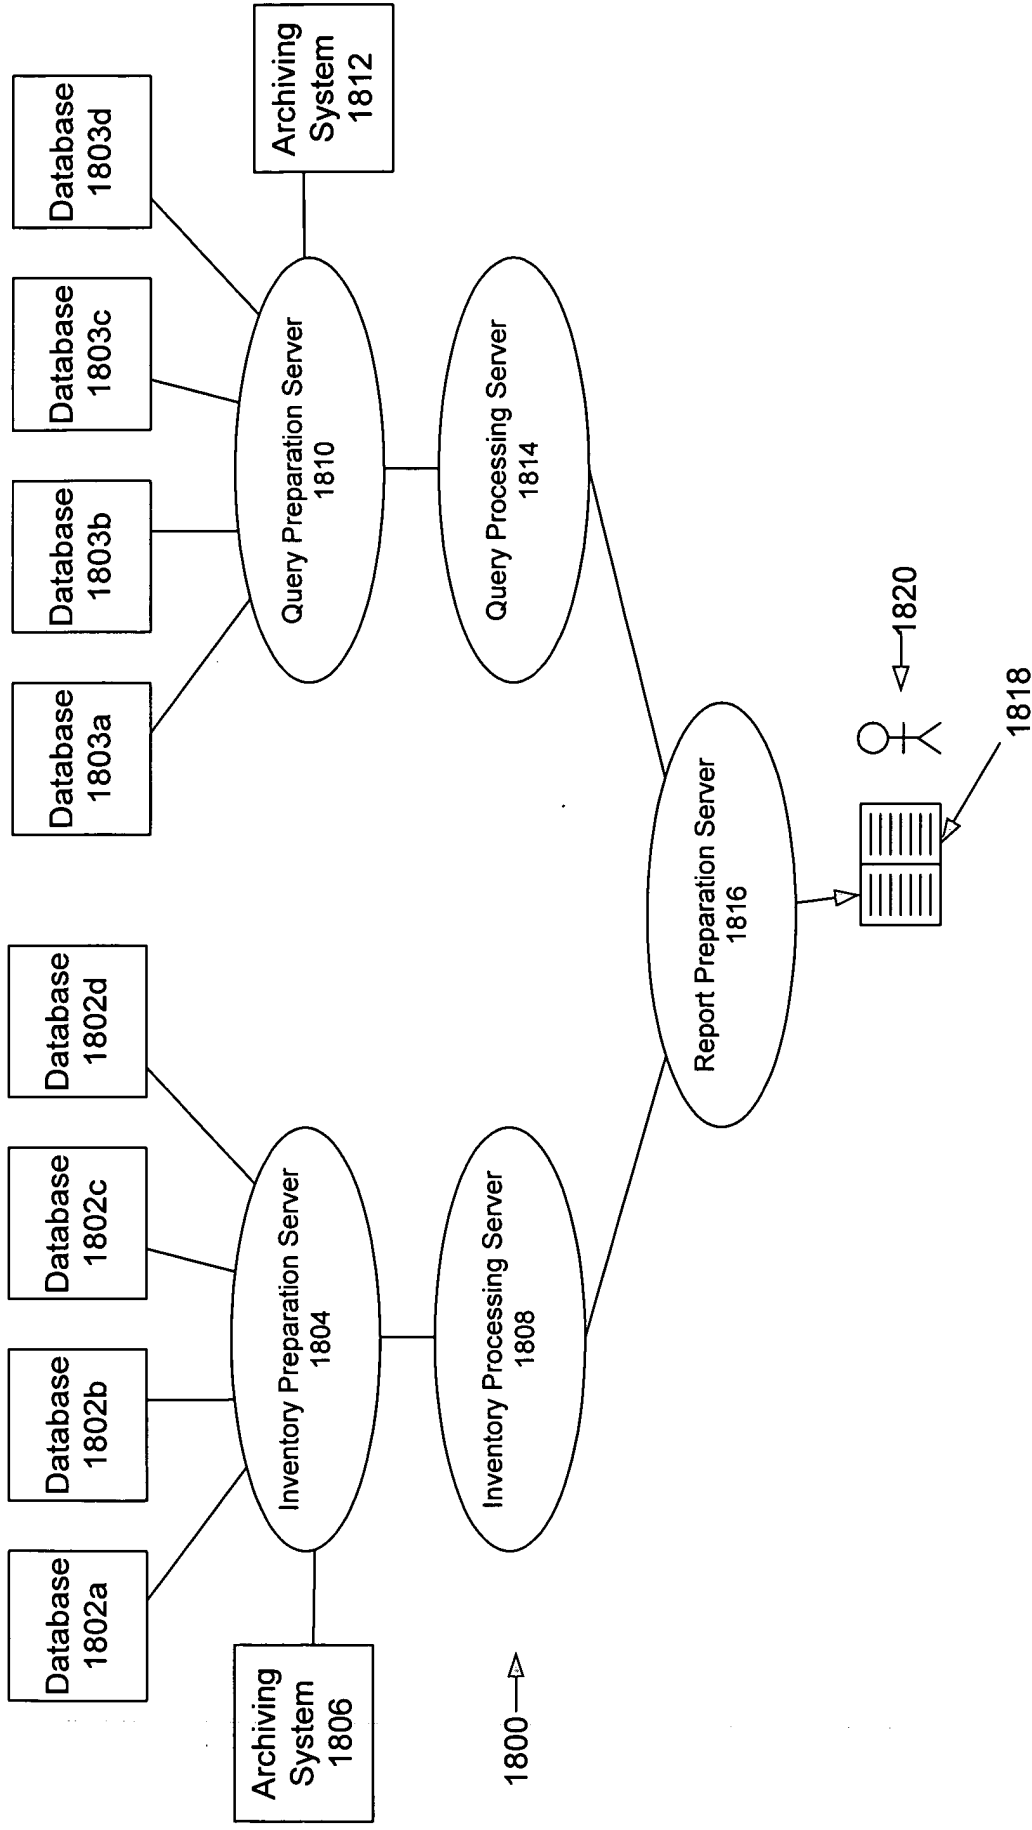 Database
1802a
Database
1802b
Database
1802c
Database
1802d
Database
1803a
Database
1803b
Database
1803c
Database
1803d
Archiving
System
1806
Inventory Preparation Server
1804
Query Preparation Server
1810
Archiving
System
1812
Inventory Processing Server
1808
Query Processing Server
1814
1800
Report Preparation Server
1816
1820
1818